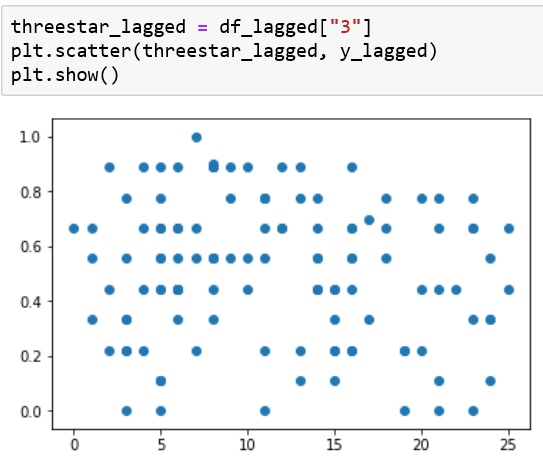 threestar_lagged = df_lagged["3"]
plt.scatter(threestar_lagged, y_lagged)
plt.show()
1.0
0.8
0.6
0.4
0.2
0.0
0 5 10 15 20 25